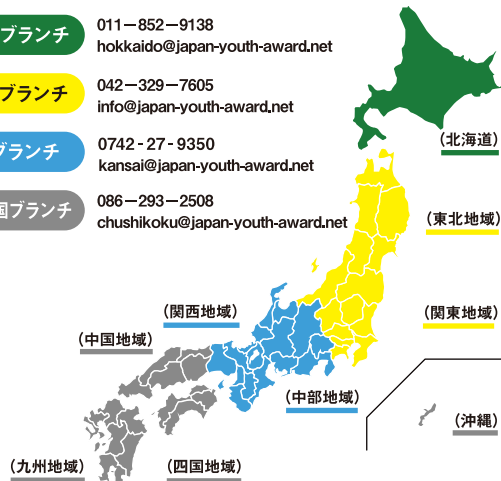 ブランチ
011－852－9138
hokkaido@japan-youth-award.net
ブランチ
042－329－7605
info@japan-youth-award.net
ブランチ
0742 - 27 - 9350
kansai@japan-youth-award.net
国ブランチ
086－293－2508
chushikoku@japan-youth-award.net
（北海道）
（東北地域）
（関東地域）
（関西地域）
（中国地域）
（中部地域）
（沖縄）
（九州地域）
（四国地域）